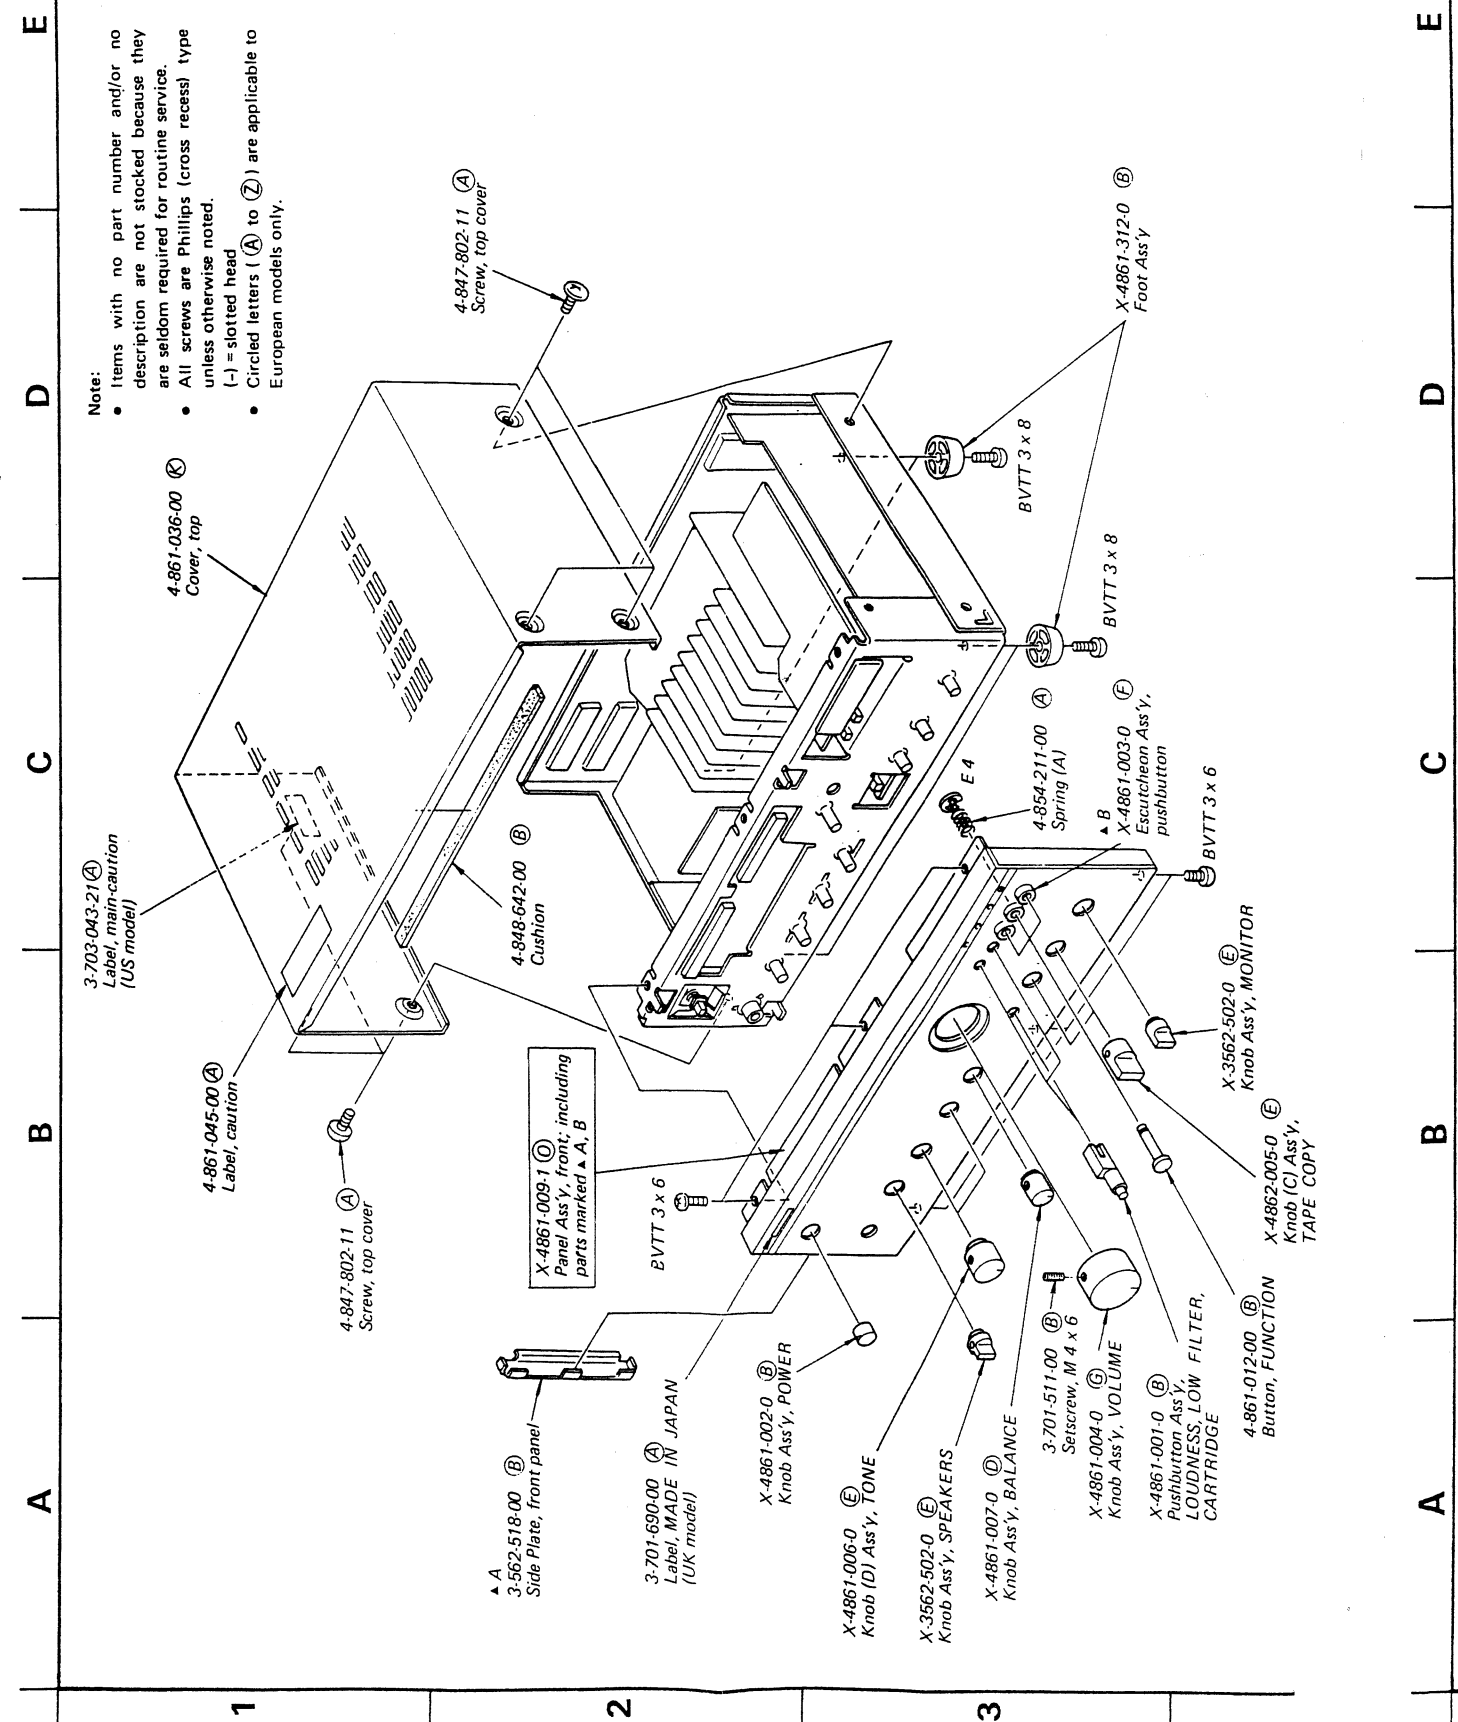 A
B
C
D
E
1
2
3
A
B
C
D
E
Note:
• Items with no part number and/or no
description are not stocked because they
are seldom required for routine service.
• All screws are Phillips (cross recess) type
unless otherwise noted.
(−) = slotted head
• Circled letters (Ⓐ to Ⓩ) are applicable to
European models only.
3-703-043-21 Ⓐ
Label, main-caution
(US model)
4-861-036-00 Ⓚ
Cover, top
4-861-045-00 Ⓐ
Label, caution
4-847-802-11 Ⓐ
Screw, top cover
4-847-802-11 Ⓐ
Screw, top cover
4-848-642-00 Ⓑ
Cushion
X-4861-009-1 Ⓞ
Panel Ass'y, front; including
parts marked ▲ A, B
BVTT 3 x 6
▲ A
3-562-518-00 Ⓑ
Side Plate, front panel
3-701-690-00 Ⓐ
Label, MADE IN JAPAN
(UK model)
X-4861-002-0 Ⓑ
Knob Ass'y, POWER
X-4861-006-0 Ⓔ
Knob (D) Ass'y, TONE
X-3562-502-0 Ⓔ
Knob Ass'y, SPEAKERS
X-4861-007-0 Ⓓ
Knob Ass'y, BALANCE
3-701-511-00 Ⓑ
Setscrew, M 4 x 6
X-4861-004-0 Ⓖ
Knob Ass'y, VOLUME
X-4861-001-0 Ⓑ
Pushbutton Ass'y,
LOUDNESS, LOW FILTER,
CARTRIDGE
4-861-012-00 Ⓑ
Button, FUNCTION
X-4862-005-0 Ⓔ
Knob (C) Ass'y,
TAPE COPY
X-3562-502-0 Ⓔ
Knob Ass'y, MONITOR
BVTT 3 x 6
E 4
4-854-211-00 Ⓐ
Spring (A)
▲ B
X-4861-003-0 Ⓕ
Escutcheon Ass'y,
pushbutton
BVTT 3 x 8
BVTT 3 x 8
X-4861-312-0 Ⓑ
Foot Ass'y